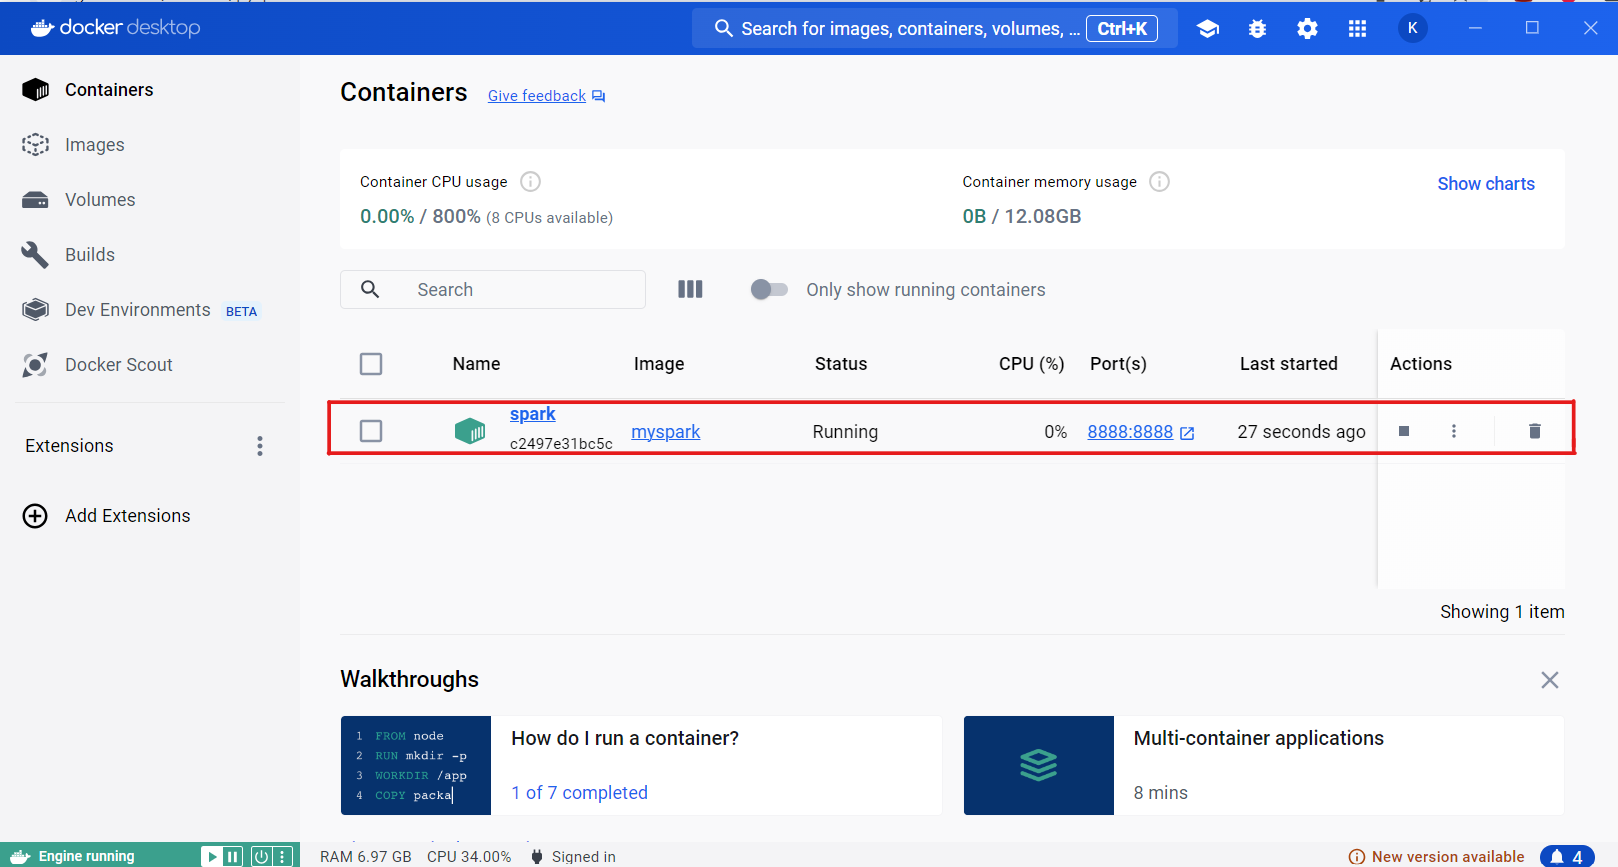 docker desktop
Search for images, containers, volumes, ... Ctrl+K
K
Containers
Images
Volumes
Builds
Dev Environments BETA
Docker Scout
Extensions
Add Extensions
Containers Give feedback
Container CPU usage
0.00% / 800% (8 CPUs available)
Container memory usage
0B / 12.08GB
Show charts
Search
Only show running containers
Name Image Status CPU (%) Port(s) Last started Actions
spark
c2497e31bc5c
myspark Running 0% 8888:8888 27 seconds ago
Showing 1 item
Walkthroughs
1 FROM node
2 RUN mkdir -p
3 WORKDIR /app
4 COPY packa
How do I run a container?
1 of 7 completed
Multi-container applications
8 mins
Engine running
RAM 6.97 GB CPU 34.00% Signed in
New version available 4